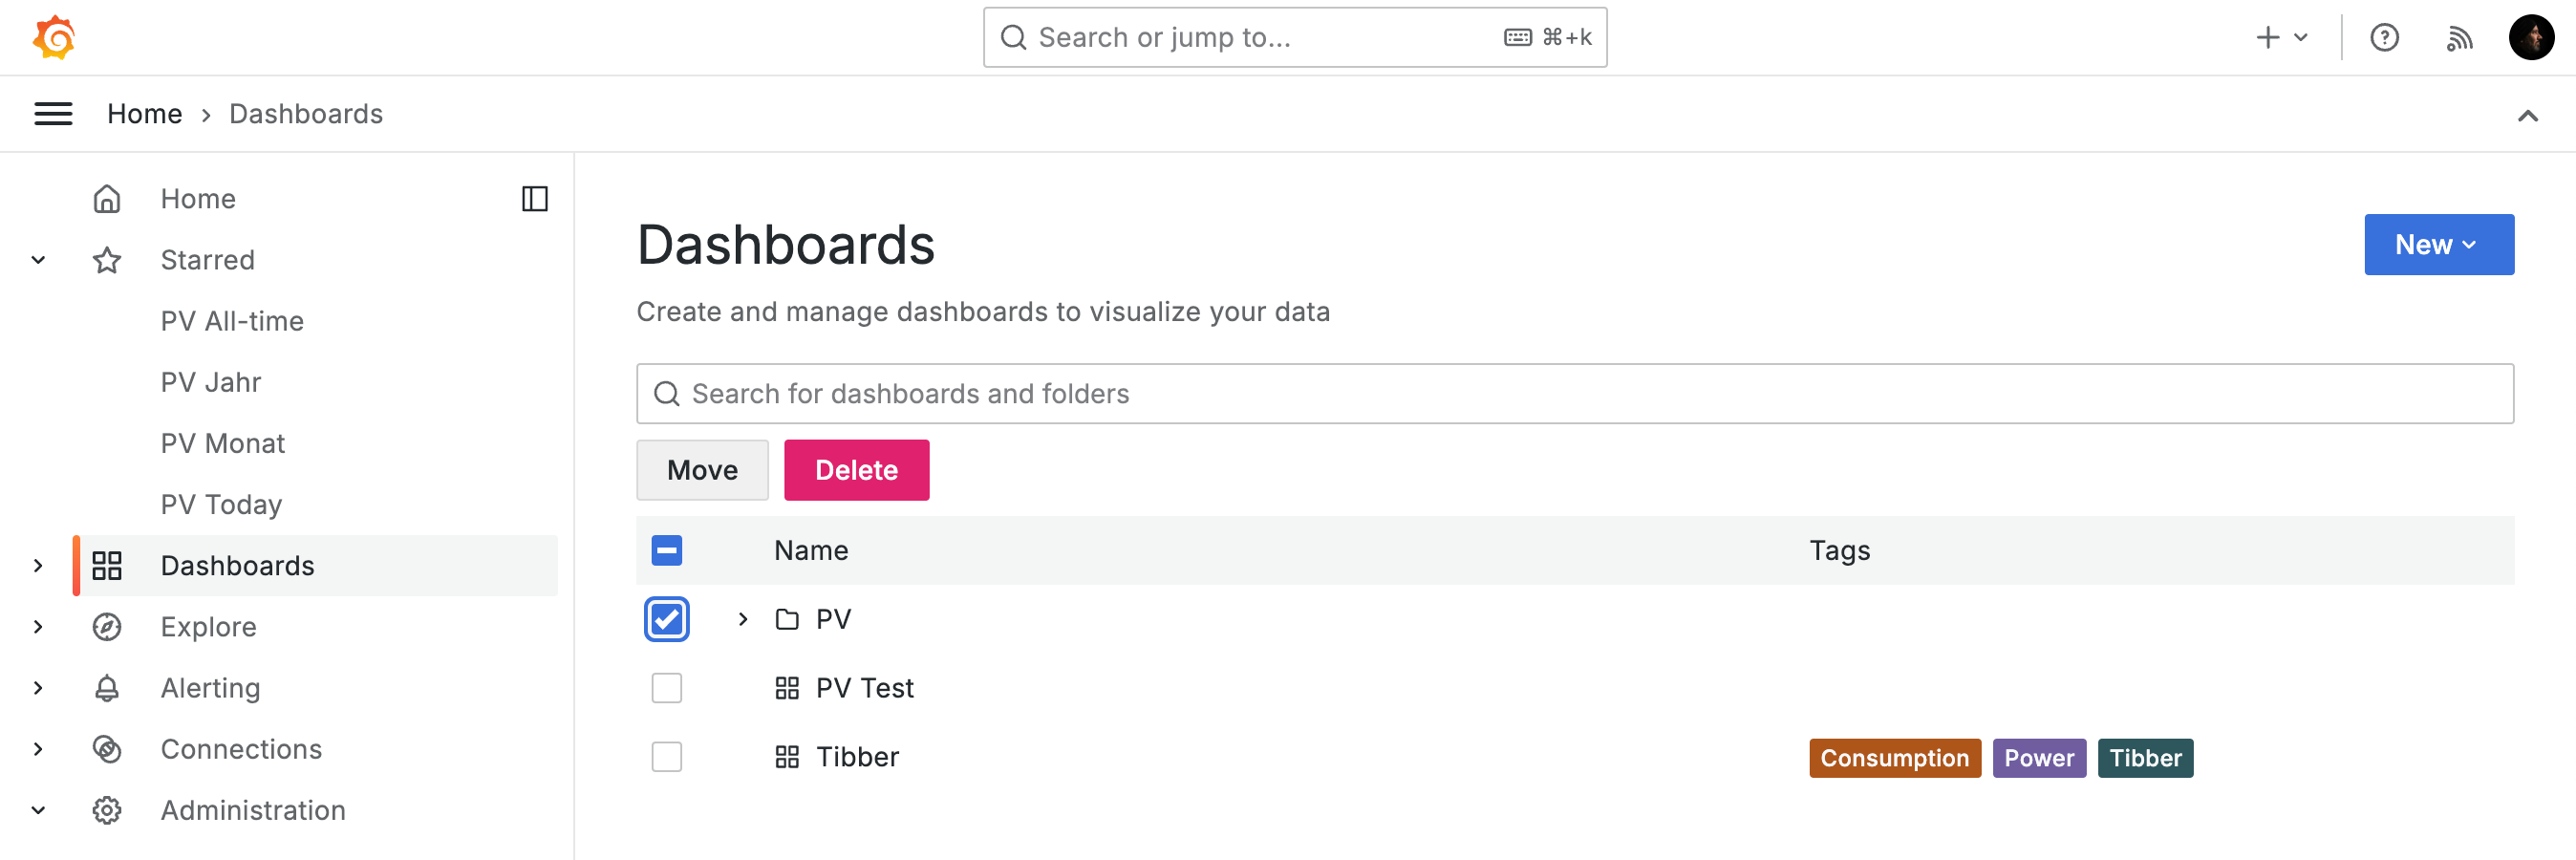 Search or jump to... ⌘+k
Home › Dashboards
Home
Starred
PV All-time
PV Jahr
PV Monat
PV Today
Dashboards
Explore
Alerting
Connections
Administration
Dashboards
New
Create and manage dashboards to visualize your data
Search for dashboards and folders
Move Delete
Name Tags
PV
PV Test
Tibber Consumption Power Tibber